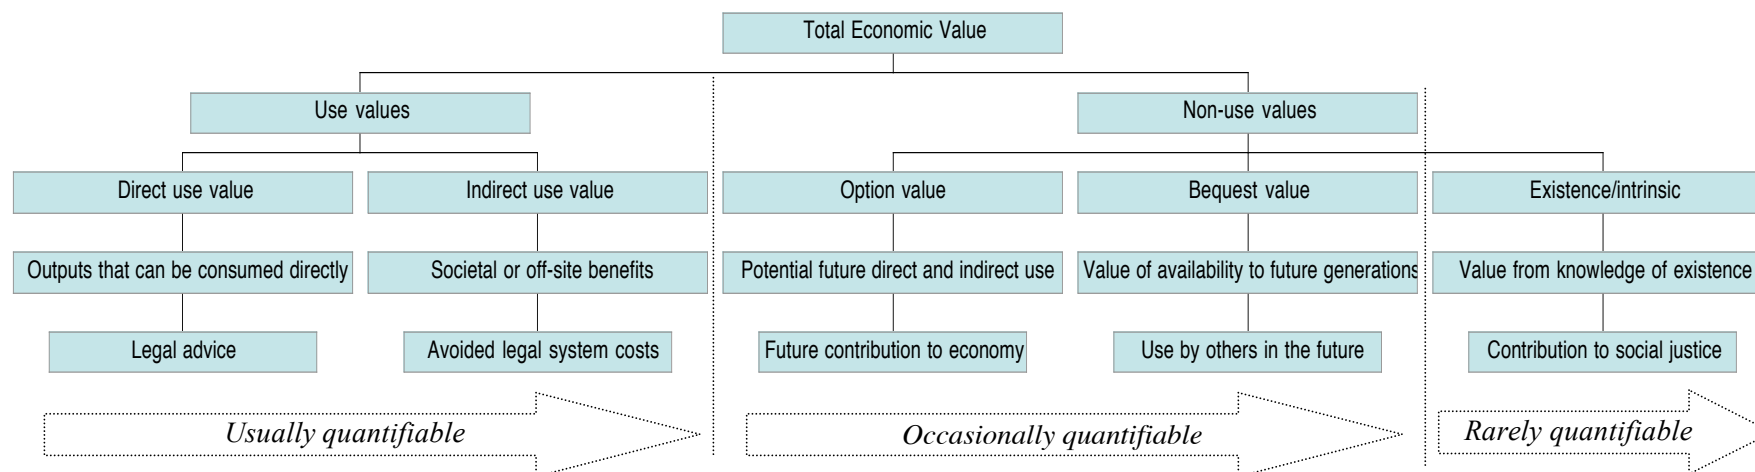 Total Economic Value
Use values
Non-use values
Direct use value
Indirect use value
Option value
Bequest value
Existence/intrinsic
Outputs that can be consumed directly
Societal or off-site benefits
Potential future direct and indirect use
Value of availability to future generations
Value from knowledge of existence
Legal advice
Avoided legal system costs
Future contribution to economy
Use by others in the future
Contribution to social justice
Usually quantifiable
Occasionally quantifiable
Rarely quantifiable